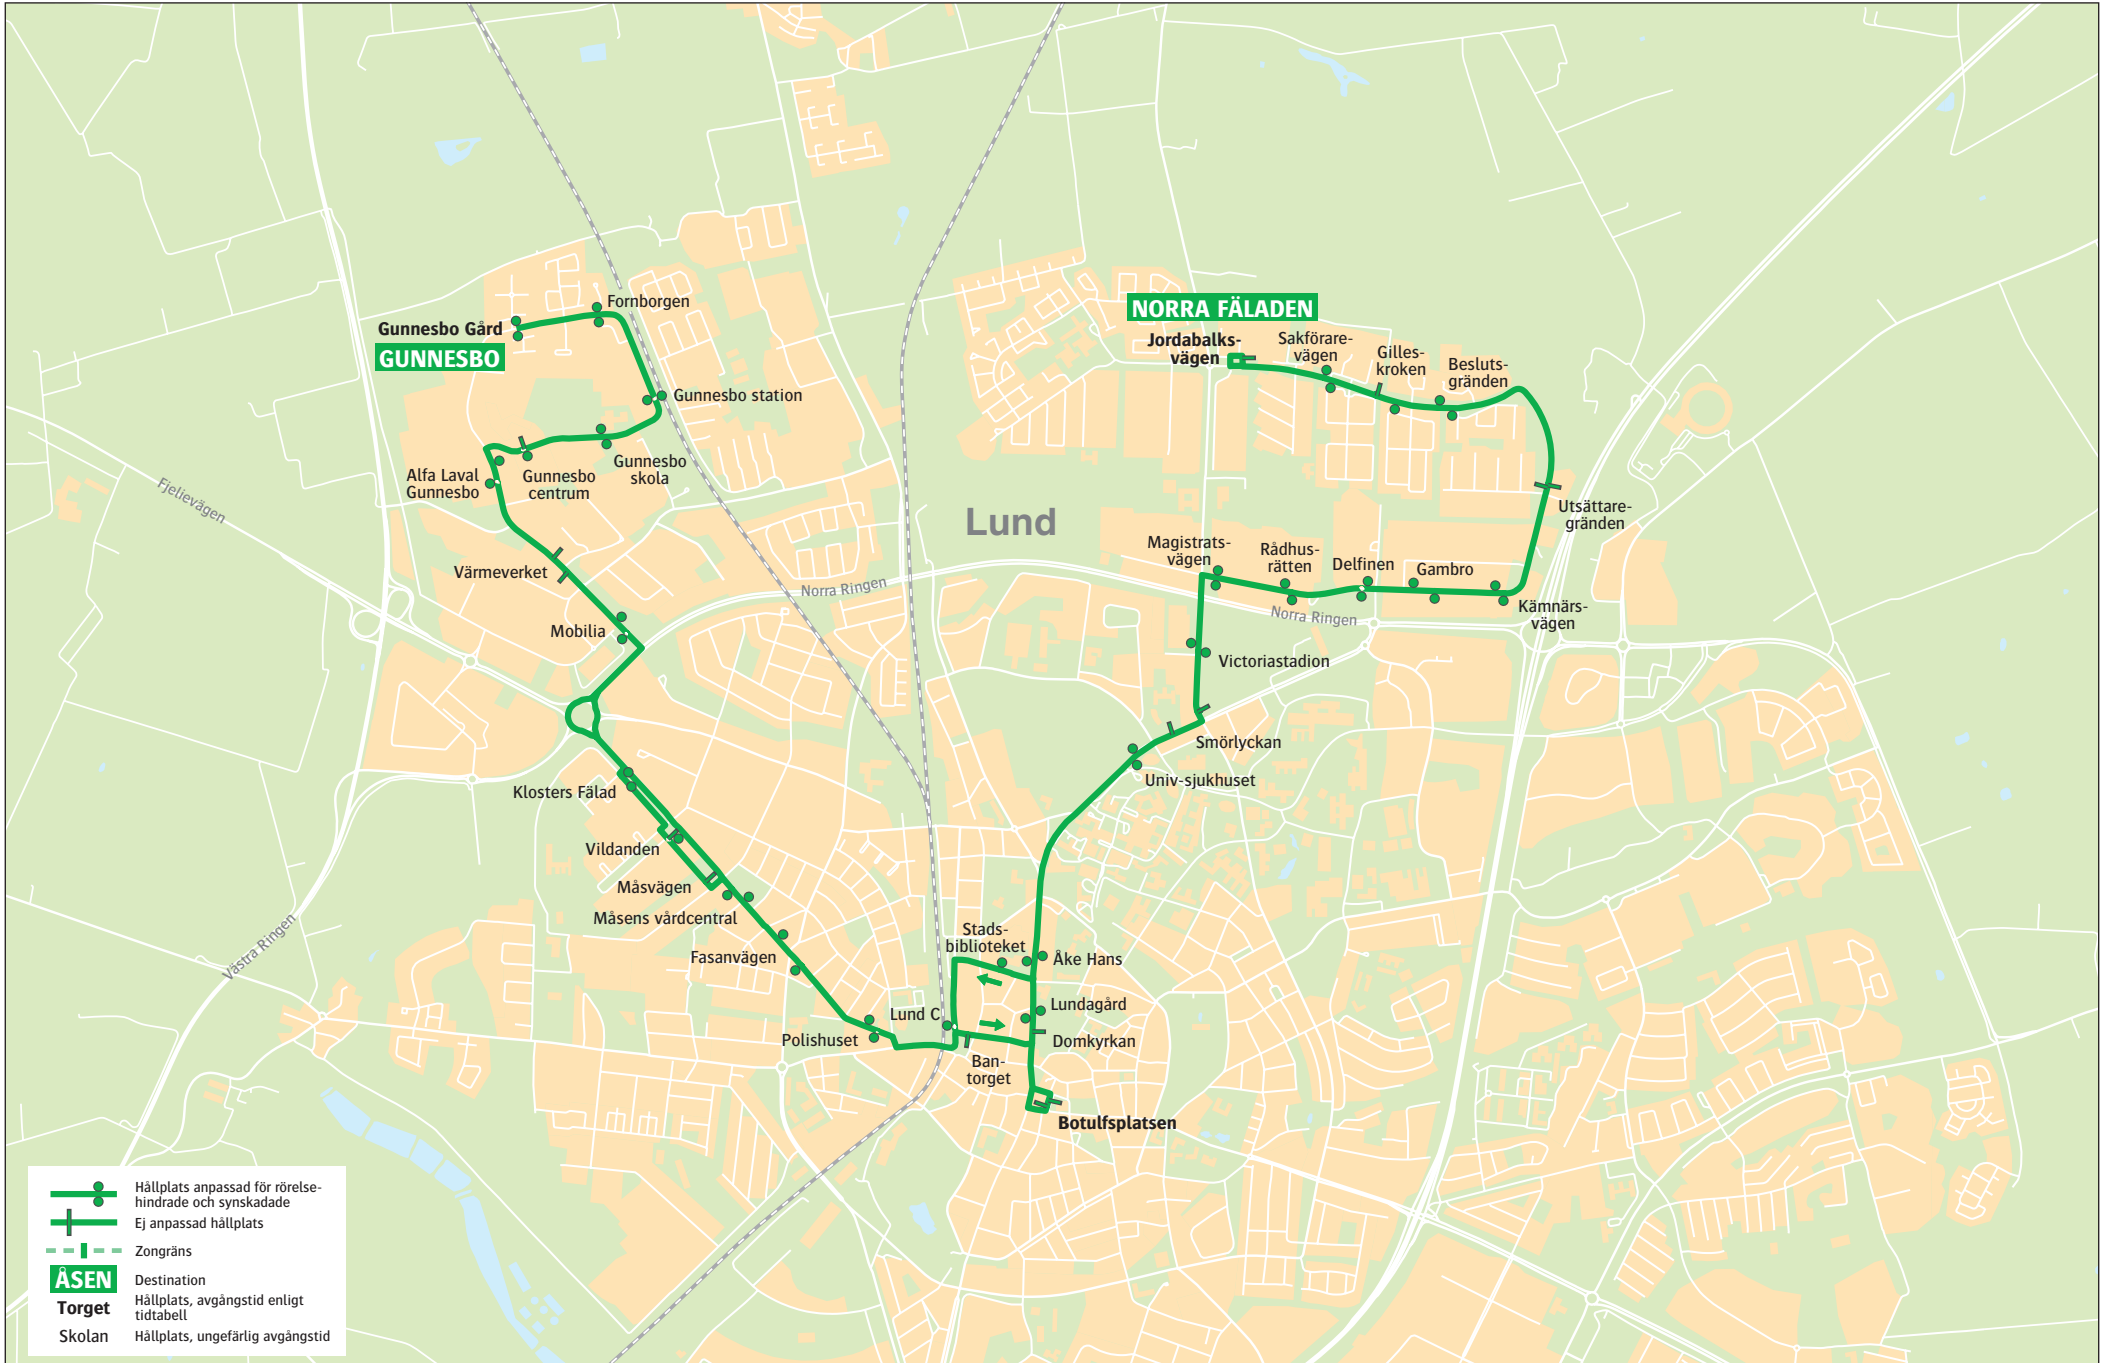 Fornborgen
Gunnesbo Gård
GUNNESBO
Gunnesbo station
Gunnesbo
skola
Gunnesbo
centrum
Alfa Laval
Gunnesbo
Fjelievägen
Värmeverket
Mobilia
Norra Ringen
Klosters Fälad
Vildanden
Måsvägen
Måsens vårdcentral
Fasanvägen
Västra Ringen
Polishuset
Lund C
Stads-
biblioteket
Åke Hans
Lundagård
Domkyrkan
Ban-
torget
Botulfsplatsen
Lund
NORRA FÄLADEN
Jordabalks-
vägen
Sakförare-
vägen
Gilles-
kroken
Besluts-
gränden
Utsättare-
gränden
Magistrats-
vägen
Rådhus-
rätten
Delfinen
Gambro
Kämnärs-
vägen
Norra Ringen
Victoriastadion
Smörlyckan
Univ-sjukhuset
Hållplats anpassad för rörelse-
hindrade och synskadade
Ej anpassad hållplats
Zongräns
ÅSEN Destination
Torget Hållplats, avgångstid enligt
tidtabell
Skolan Hållplats, ungefärlig avgångstid